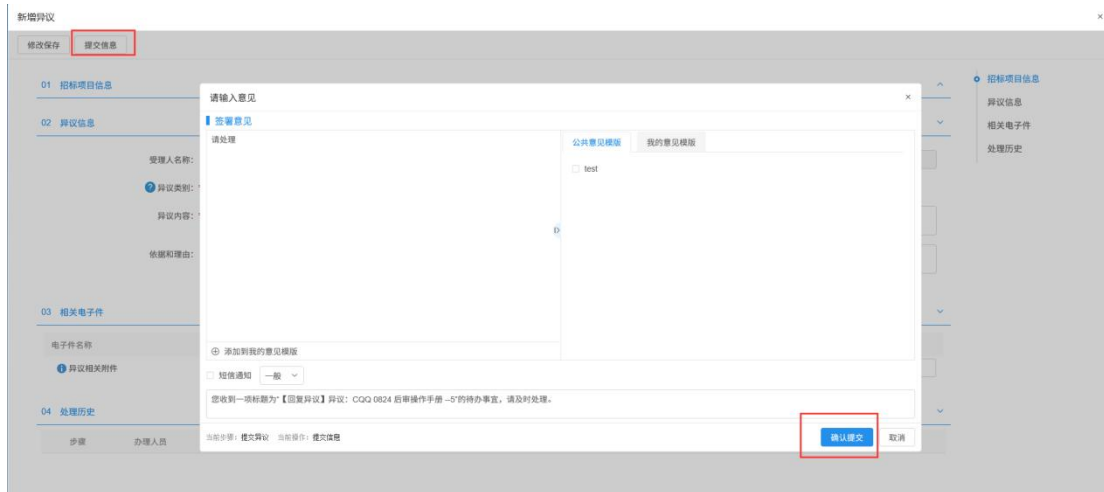 新增异议
×
修改保存 提交信息
01 招标项目信息
招标项目信息
请输入意见 ×
异议信息
签署意见
02 异议信息
相关电子件
请处理
公共意见模版 我的意见模版
处理历史
受理人名称:
test
异议类别:
异议内容:
依据和理由:
03 相关电子件
电子件名称
添加到我的意见模版
异议相关附件
短信通知 一般
您收到一项标题为“【回复异议】异议：CQQ 0824 后审操作手册 –5”的待办事宜，请及时处理。
04 处理历史
步骤 办理人员
当前步骤：提交异议 当前操作：提交信息
确认提交 取消